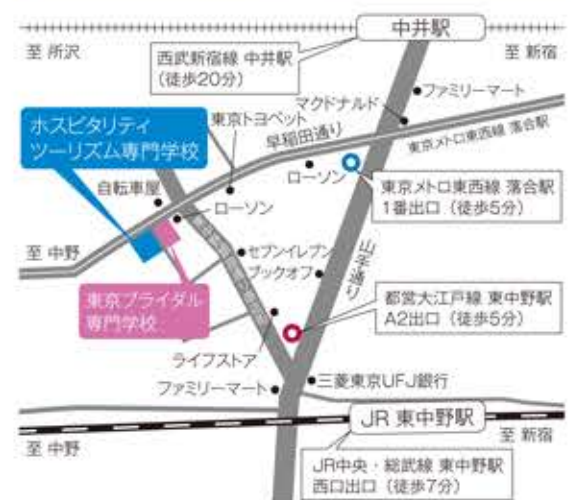 中井駅
至 所沢
至 新宿
西武新宿線 中井駅
(徒歩20分)
ファミリーマート
マクドナルド
ホスピタリティ
ツーリズム専門学校
東京トヨペット
早稲田通り
東京メトロ東西線 落合駅
ローソン
自転車屋
東京メトロ東西線 落合駅
1番出口(徒歩5分)
ローソン
至 中野
セブンイレブン
ブックオフ
山手通り
東京ブライダル
専門学校
都営大江戸線 東中野駅
A2出口(徒歩5分)
ライフストア
ファミリーマート
三菱東京UFJ銀行
JR 東中野駅
至 中野
至 新宿
JR中央・総武線 東中野駅
西口出口(徒歩7分)